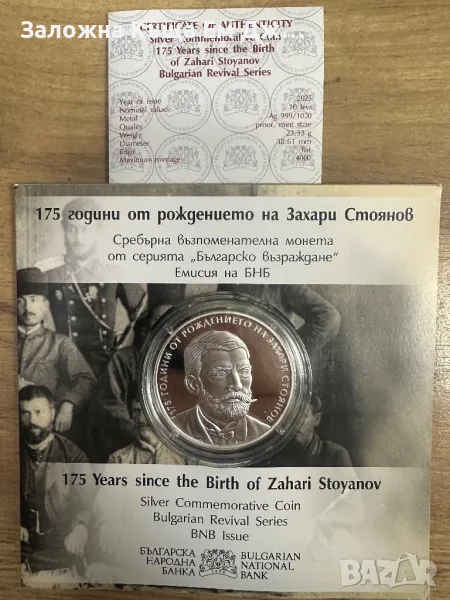 Заложна К
CERTIFICATE OF AUTHENTICITY
Silver Commemorative Coin
175 Years since the Birth
of Zahari Stoyanov
Bulgarian Revival Series
Year of issue 2025
Nominal value 10 leva
Metal Ag 999/1000
Quality proof, mint state
Weight 23.33 g
Diameter 38.61 mm
Edge flat
Maximum mintage 4000
175 години от рождението на Захари Стоянов
Сребърна възпоменателна монета
от серията „Българско възраждане“
Емисия на БНБ
175 ГОДИНИ ОТ РОЖДЕНИЕТО НА ЗАХАРИ СТОЯНОВ
175 Years since the Birth of Zahari Stoyanov
Silver Commemorative Coin
Bulgarian Revival Series
BNB Issue
БЪЛГАРСКА
НАРОДНА
БАНКА
BULGARIAN
NATIONAL
BANK
BAZAR